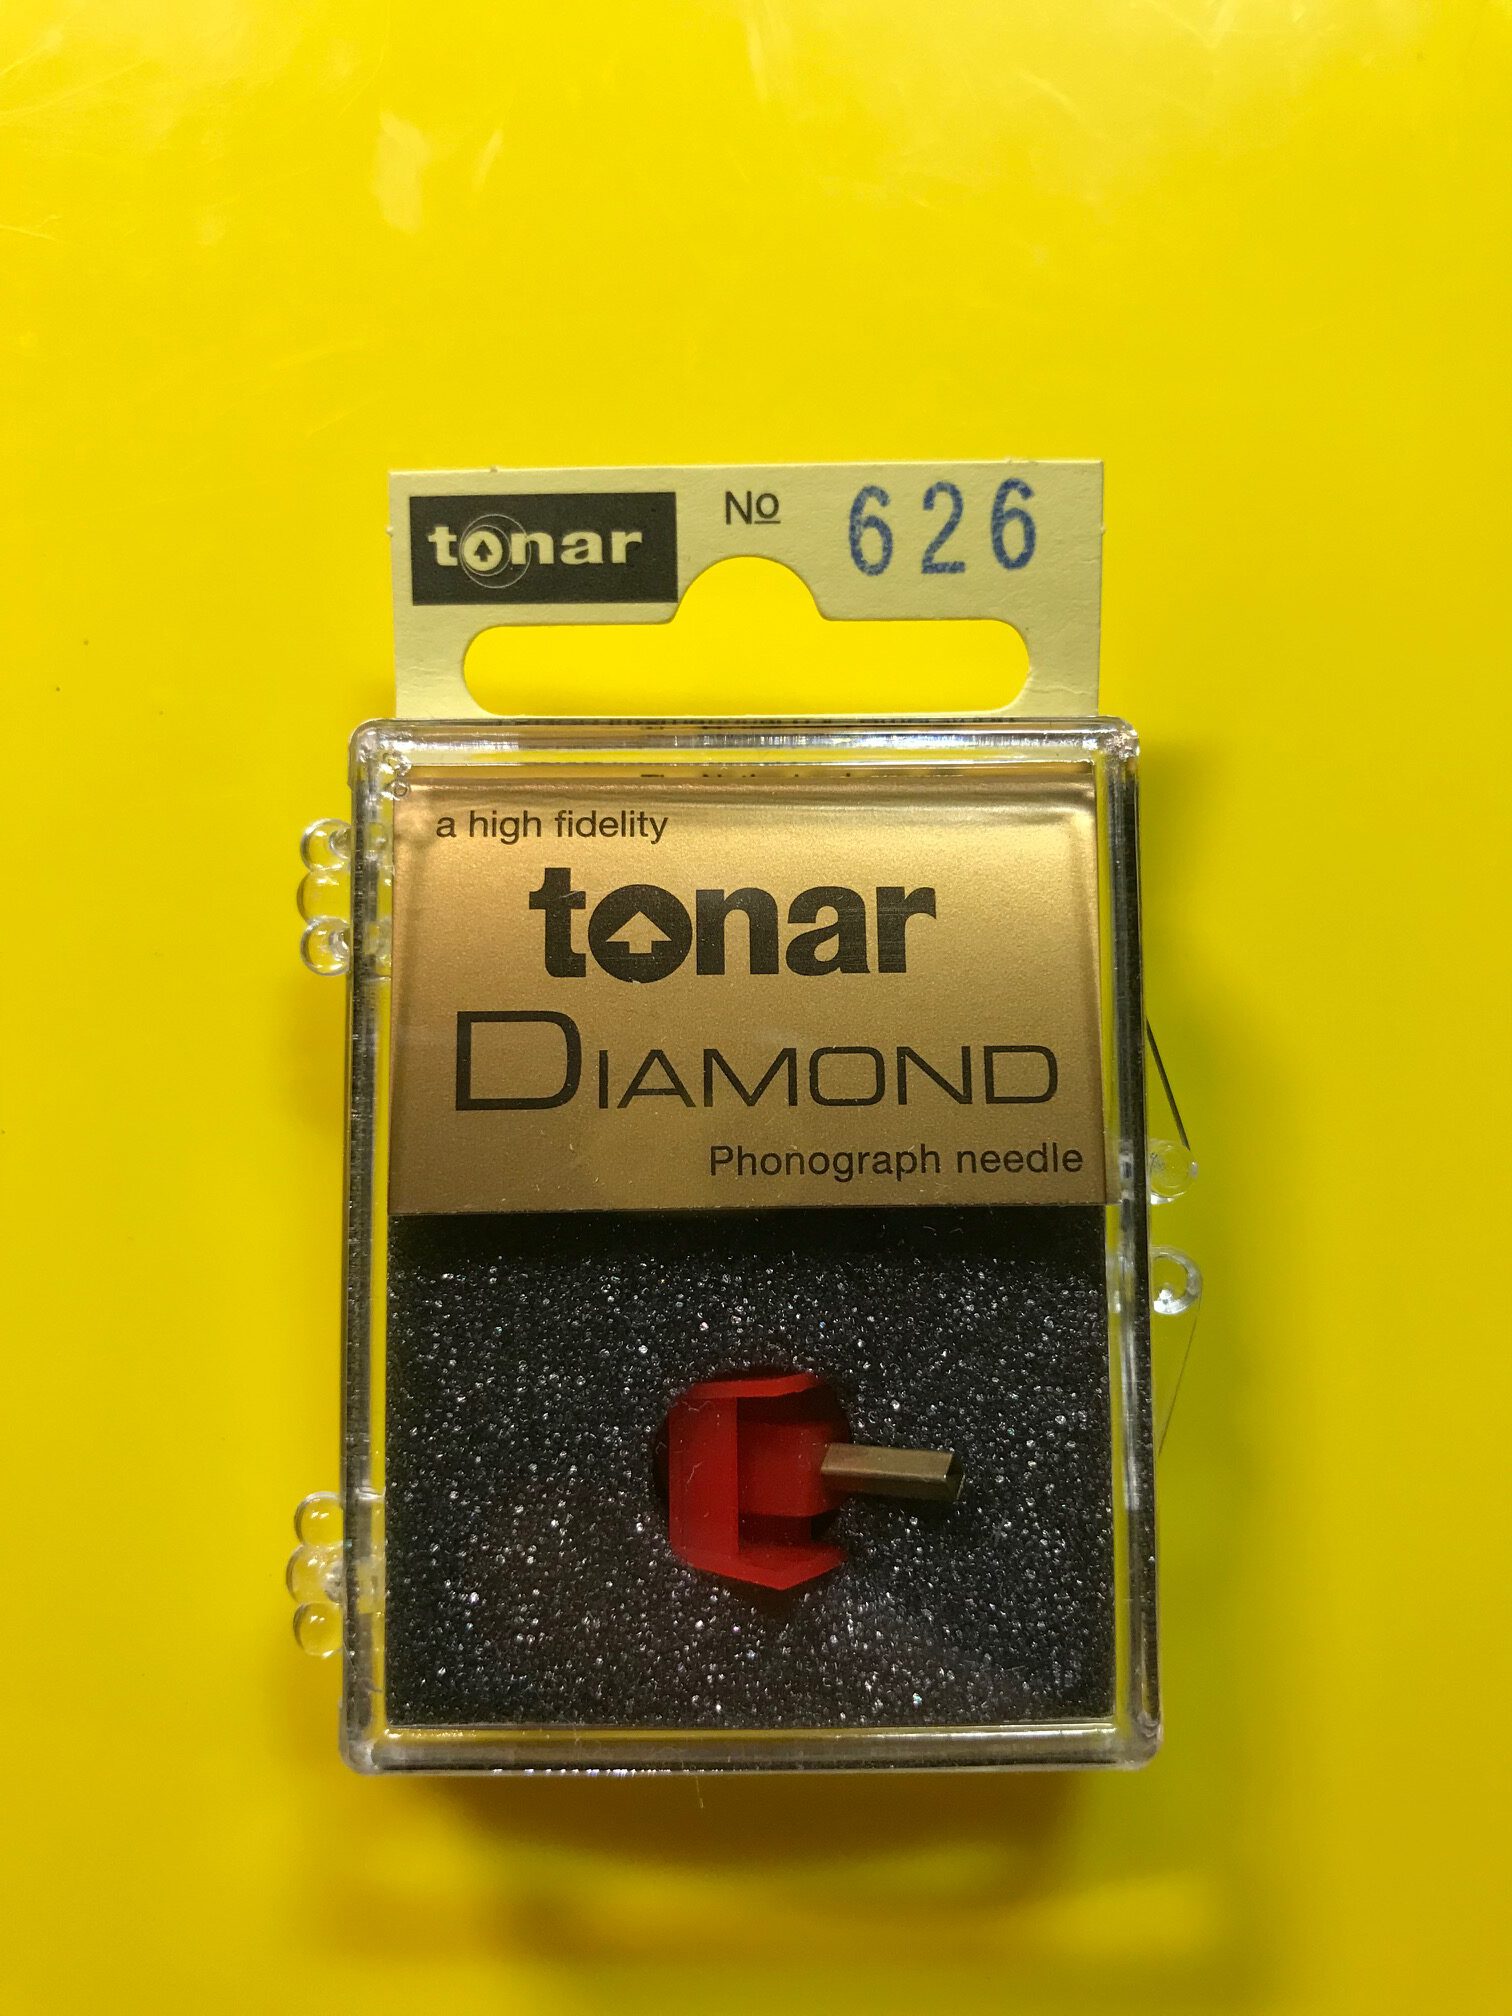 tonar No 626
a high fidelity
tonar
DIAMOND
Phonograph needle